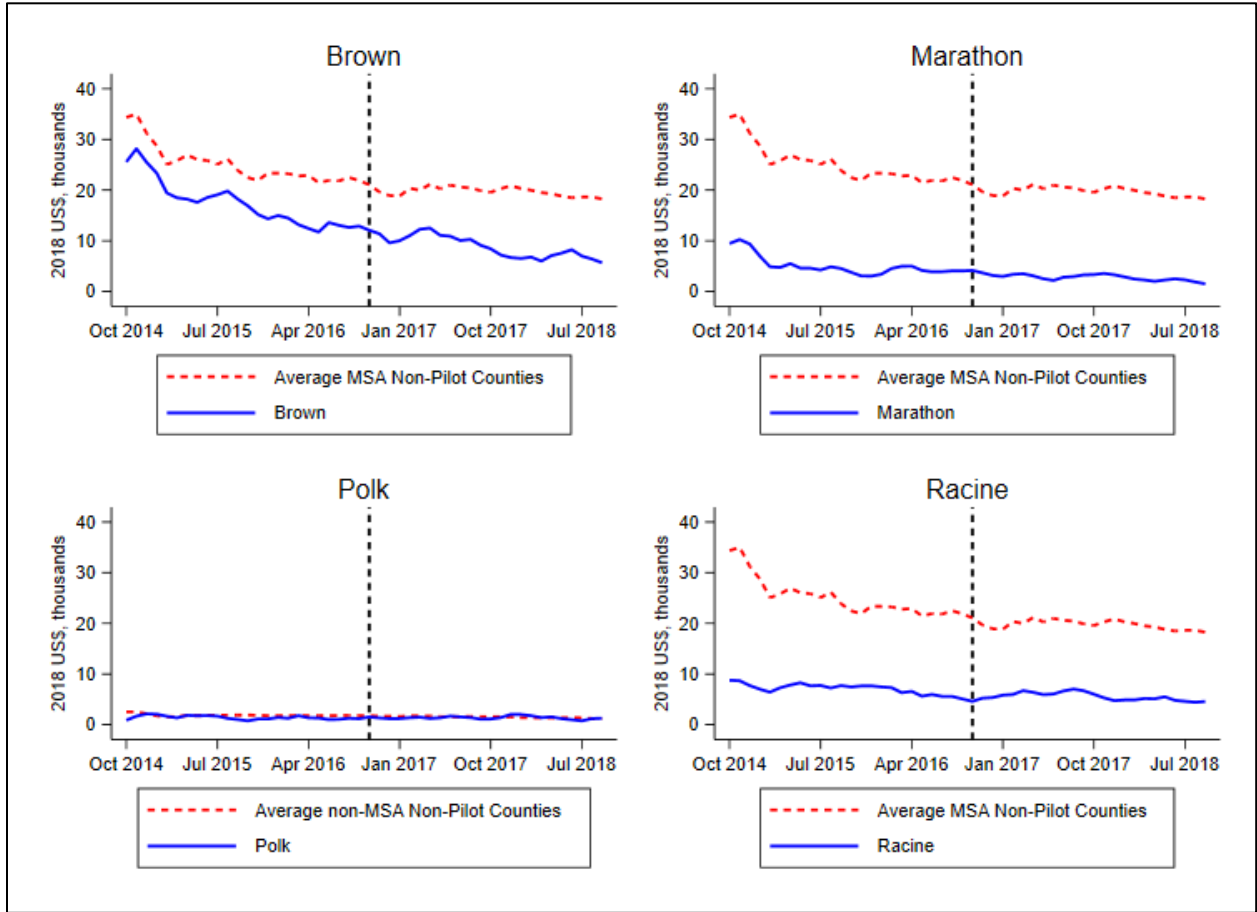 Brown
2018 US$, thousands
40
30
20
10
0
Oct 2014 Jul 2015 Apr 2016 Jan 2017 Oct 2017 Jul 2018
Average MSA Non-Pilot Counties
Brown
Marathon
2018 US$, thousands
40
30
20
10
0
Oct 2014 Jul 2015 Apr 2016 Jan 2017 Oct 2017 Jul 2018
Average MSA Non-Pilot Counties
Marathon
Polk
2018 US$, thousands
40
30
20
10
0
Oct 2014 Jul 2015 Apr 2016 Jan 2017 Oct 2017 Jul 2018
Average non-MSA Non-Pilot Counties
Polk
Racine
2018 US$, thousands
40
30
20
10
0
Oct 2014 Jul 2015 Apr 2016 Jan 2017 Oct 2017 Jul 2018
Average MSA Non-Pilot Counties
Racine